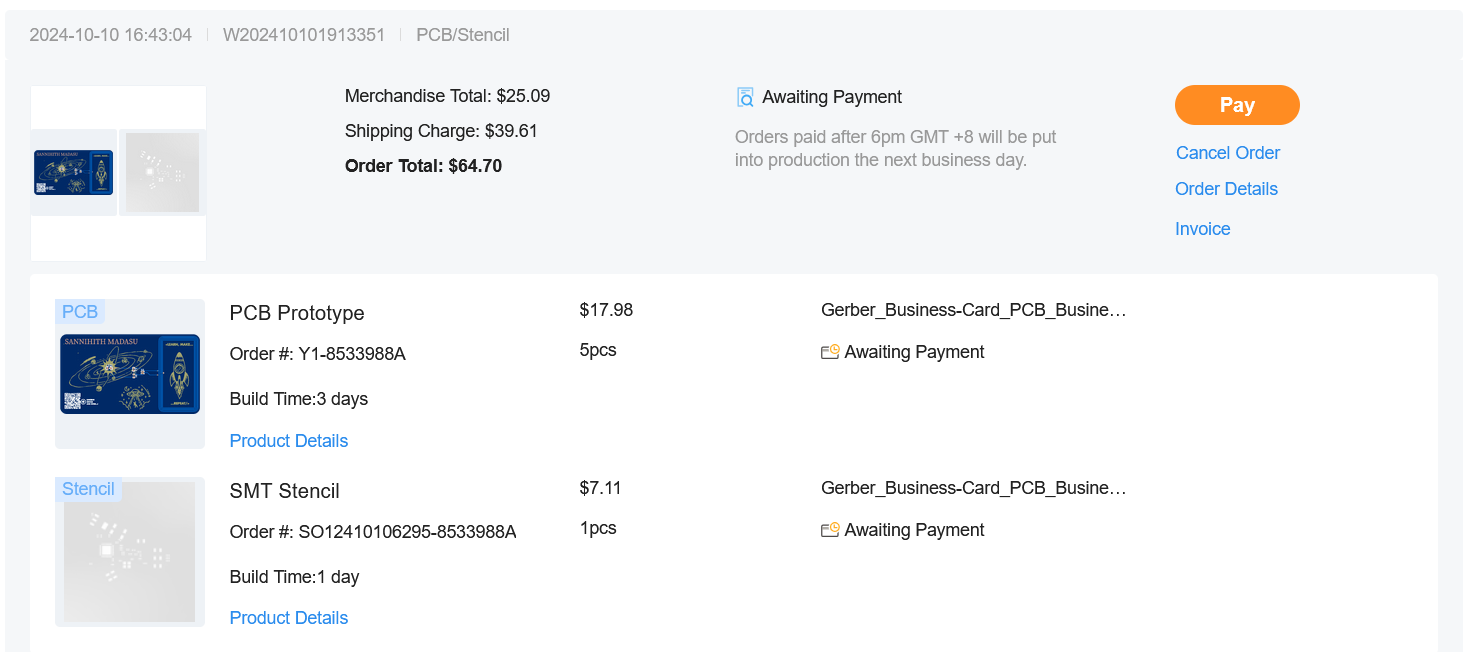 2024-10-10 16:43:04 W202410101913351 PCB/Stencil
Merchandise Total: $25.09
Shipping Charge: $39.61
Order Total: $64.70
Awaiting Payment
Orders paid after 6pm GMT +8 will be put
into production the next business day.
Pay
Cancel Order
Order Details
Invoice
SANNIHITH MADASU
PCB
SANNIHITH MADASU
PCB Prototype
Order #: Y1-8533988A
Build Time:3 days
Product Details
$17.98
5pcs
Gerber_Business-Card_PCB_Busine…
Awaiting Payment
Stencil
SMT Stencil
Order #: SO12410106295-8533988A
Build Time:1 day
Product Details
$7.11
1pcs
Gerber_Business-Card_PCB_Busine…
Awaiting Payment